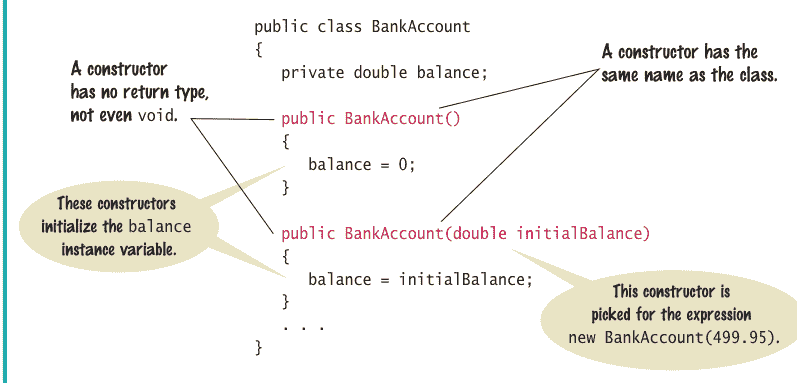 public class BankAccount
{
private double balance;
A constructor
has no return type,
not even void.
A constructor has the
same name as the class.
public BankAccount()
{
balance = 0;
}
These constructors
initialize the balance
instance variable.
public BankAccount(double initialBalance)
{
balance = initialBalance;
}
. . .
}
This constructor is
picked for the expression
new BankAccount(499.95).